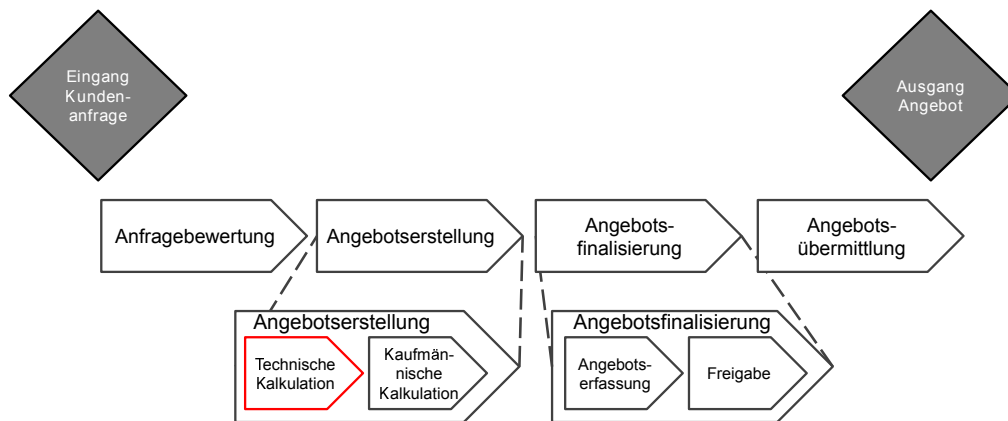 Eingang
Kunden-
anfrage
Ausgang
Angebot
Anfragebewertung
Angebotserstellung
Angebots-
finalisierung
Angebots-
übermittlung
Angebotserstellung
Technische
Kalkulation
Kaufmän-
nische
Kalkulation
Angebotsfinalisierung
Angebots-
erfassung
Freigabe